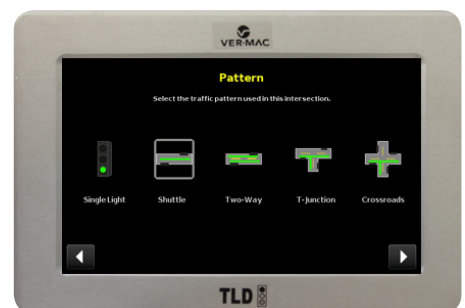 VER-MAC
Pattern
Select the traffic pattern used in this intersection.
Single Light
Shuttle
Two-Way
T-Junction
Crossroads
TLD